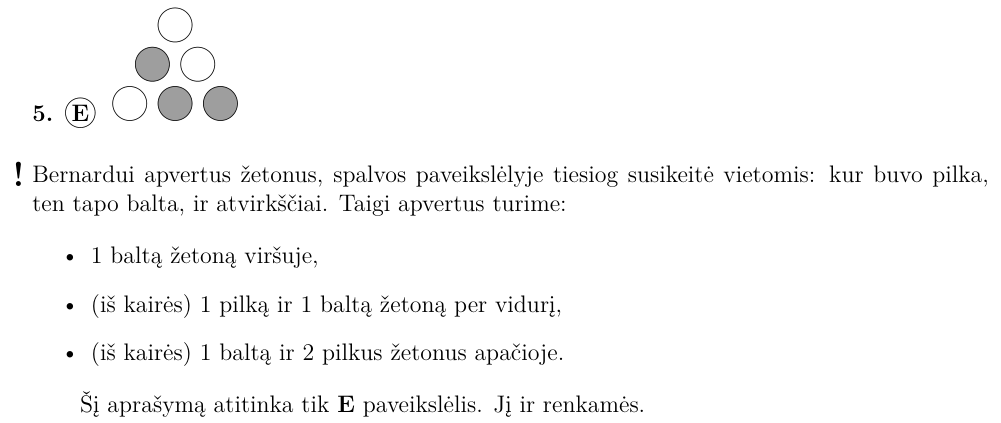 5. E
! Bernardui apvertus žetonus, spalvos paveikslėlyje tiesiog susikeitė vietomis: kur buvo pilka,
ten tapo balta, ir atvirkščiai. Taigi apvertus turime:
• 1 baltą žetoną viršuje,
• (iš kairės) 1 pilką ir 1 baltą žetoną per vidurį,
• (iš kairės) 1 baltą ir 2 pilkus žetonus apačioje.
Šį aprašymą atitinka tik E paveikslėlis. Jį ir renkamės.